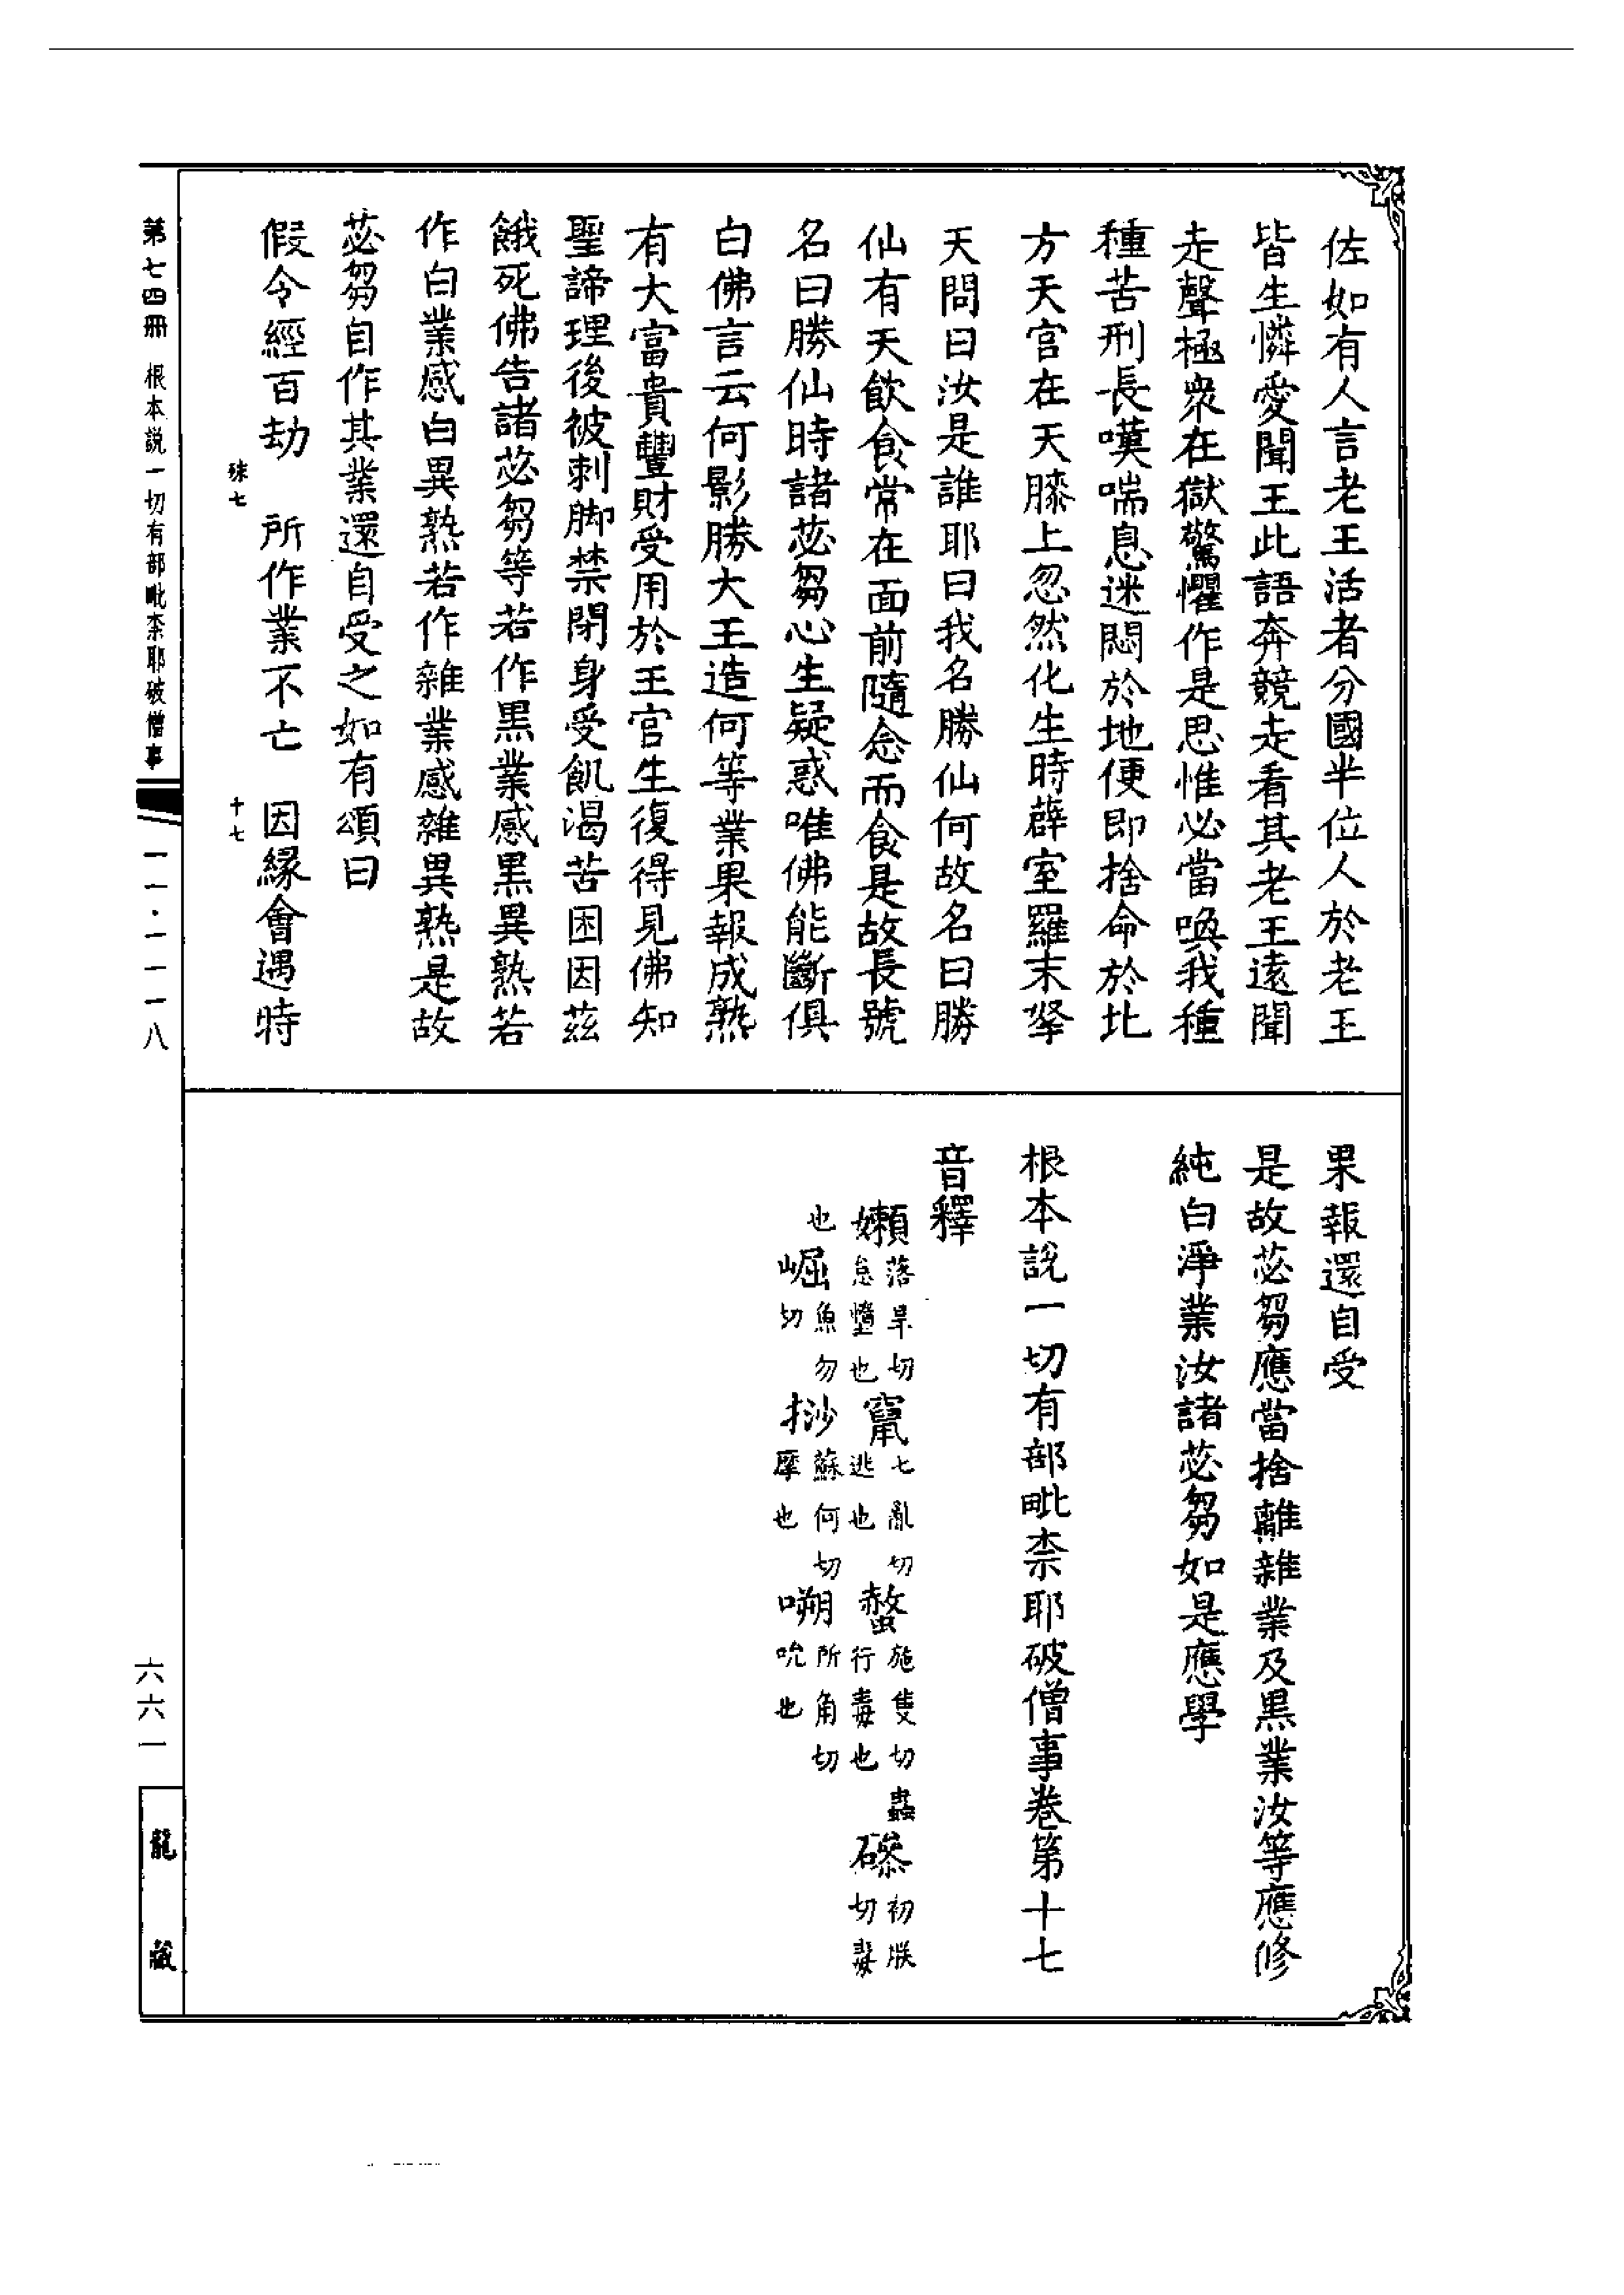 佐如有人言老王活者分國半位人於老王
皆生憐愛聞王此語奔競走看其老王遠聞
走聲極衆在獄驚懼作是思惟必當喚我種
種苦刑長嘆喘息迷悶於地便即捨命於北
方天宫在天膝上忽然化生時薜室羅末拏
天問曰汝是誰耶曰我名勝仙何故名曰勝
仙有天飲食常在面前隨念而食是故長號
名曰勝仙時諸苾芻心生疑惑唯佛能斷俱
白佛言云何影勝大王造何等業果報成熟
有大富貴豐財受用於王宫生復得見佛知
聖諦理後被刺脚禁閉身受飢渴苦困因茲
餓死佛告諸苾芻等若作黒業感黒異熟若
作白業感白異熟若作雜業感雜異熟是故
苾芻自作其業還自受之如有頌曰
假令經百劫　所作業不亡　因緣會遇時
果報還自受
是故苾芻應當捨離雜業及黒業汝等應修
純白淨業汝諸苾芻如是應學
根本說一切有部毗柰耶破僧事卷第十七
音釋
嬾落旱切怠憜也 竄七亂切逃也 螫施隻切蟲行毒也 磣初朕切毒
也 崛魚勿切 挱蘇何切摩也 嗍所角切吮也
第七四冊 根本說一切有部毗柰耶破僧事
一一·一一一八
六六一
龍藏
七
十七